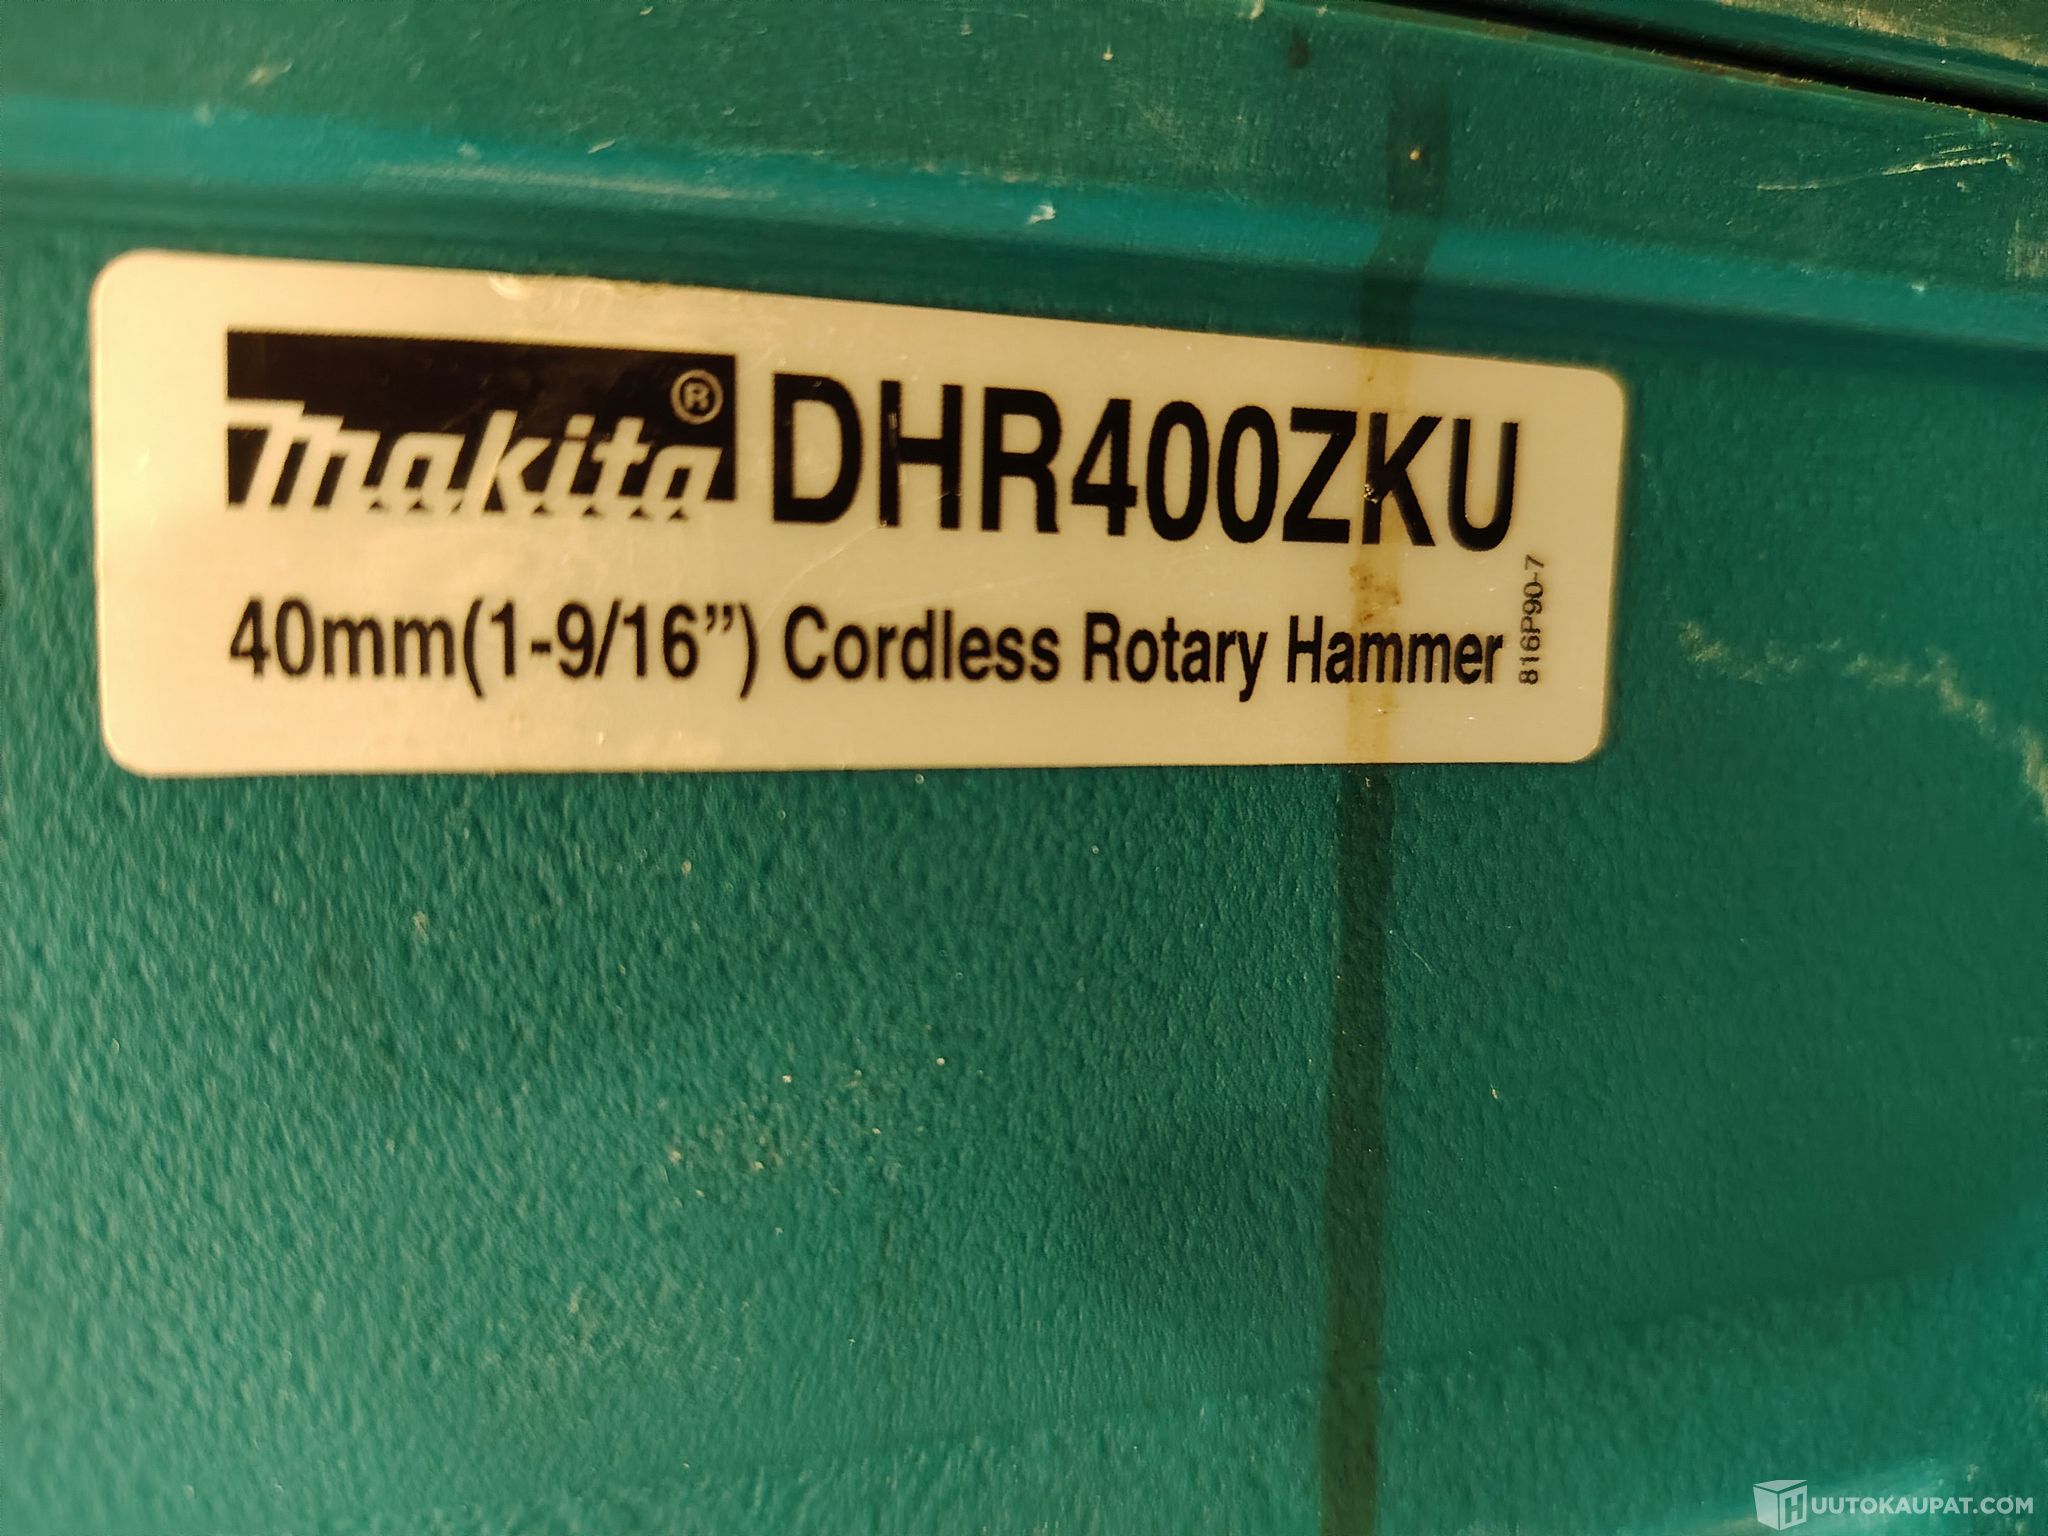 makita® DHR400ZKU
40mm(1-9/16”) Cordless Rotary Hammer
816P90-7
HUUTOKAUPAT.COM